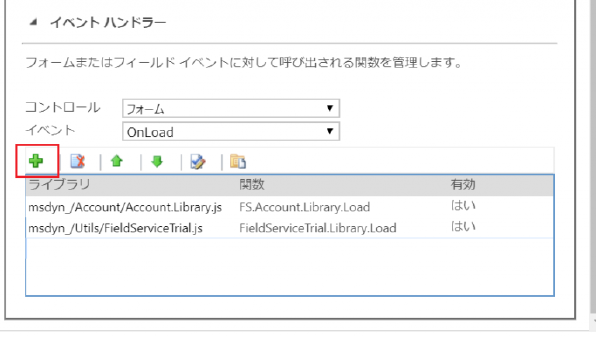 イベント ハンドラー
フォームまたはフィールド イベントに対して呼び出される関数を管理します。
コントロール フォーム
イベント OnLoad
ライブラリ 関数 有効
msdyn_/Account/Account.Library.js FS.Account.Library.Load はい
msdyn_/Utils/FieldServiceTrial.js FieldServiceTrial.Library.Load はい